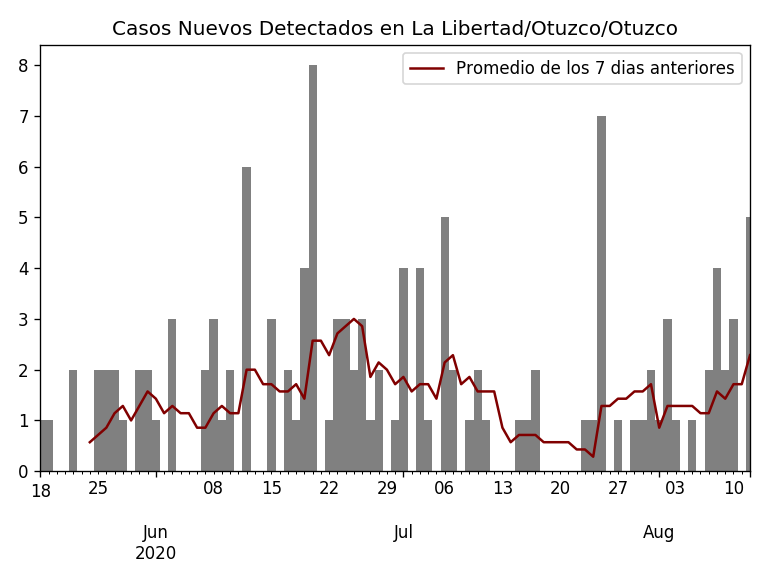 Casos Nuevos Detectados en La Libertad/Otuzco/Otuzco
Promedio de los 7 dias anteriores
8
7
6
5
4
3
2
1
0
18 25 08 15 22 29 06 13 20 27 03 10
Jun Jul Aug
2020